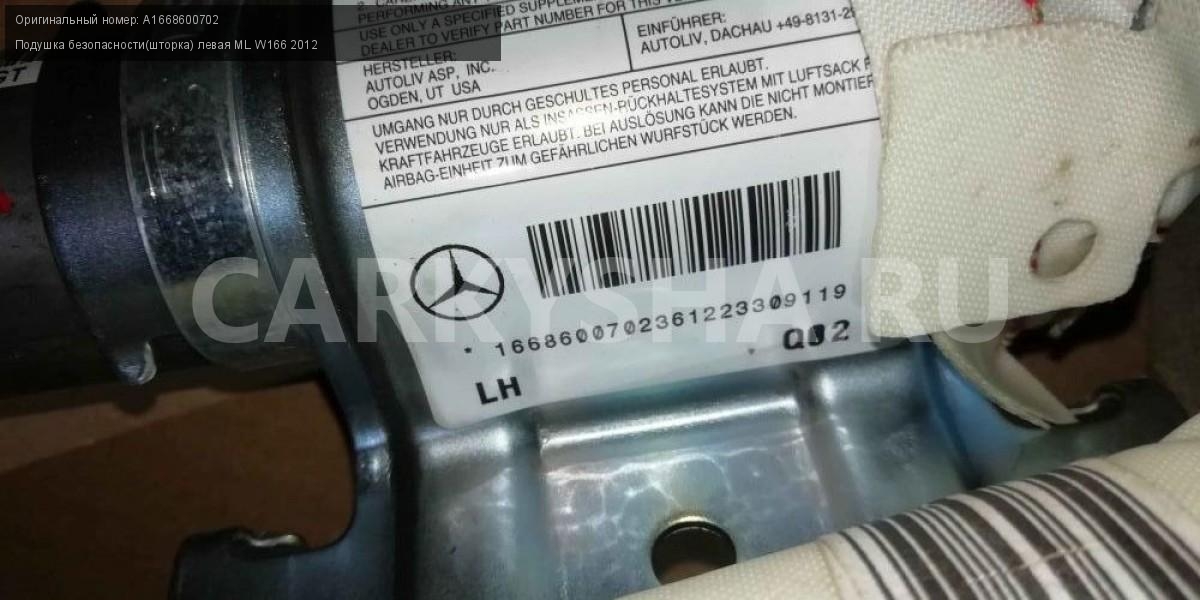 Оригинальный номер: A1668600702
Подушка безопасности(шторка) левая ML W166 2012
PERFORMING ANY
USE ONLY A SPECIFIED SUPPLEME
DEALER TO VERIFY PART NUMBER FOR THIS
HERSTELLER:
AUTOLIV ASP, INC.
OGDEN, UT USA
EINFÜHRER:
AUTOLIV, DACHAU +49-8131-2
UMGANG NUR DURCH GESCHULTES PERSONAL ERLAUBT.
VERWENDUNG NUR ALS INSASSEN-RÜCKHALTESYSTEM MIT LUFTSACK F
KRAFTFAHRZEUGE ERLAUBT. BEI AUSLÖSUNG KANN DIE NICHT MONTIER
AIRBAG-EINHEIT ZUM GEFÄHRLICHEN WURFSTÜCK WERDEN.
* 1668600702361223309119
LH
CARKYSHA.RU